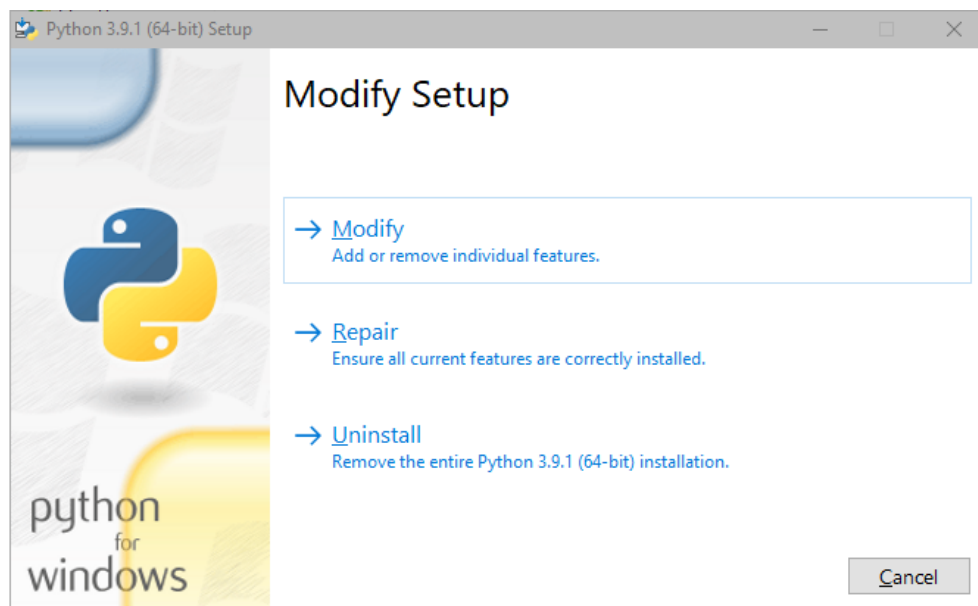 Python 3.9.1 (64-bit) Setup
Modify Setup
Modify
Add or remove individual features.
Repair
Ensure all current features are correctly installed.
Uninstall
Remove the entire Python 3.9.1 (64-bit) installation.
python
for
windows
Cancel